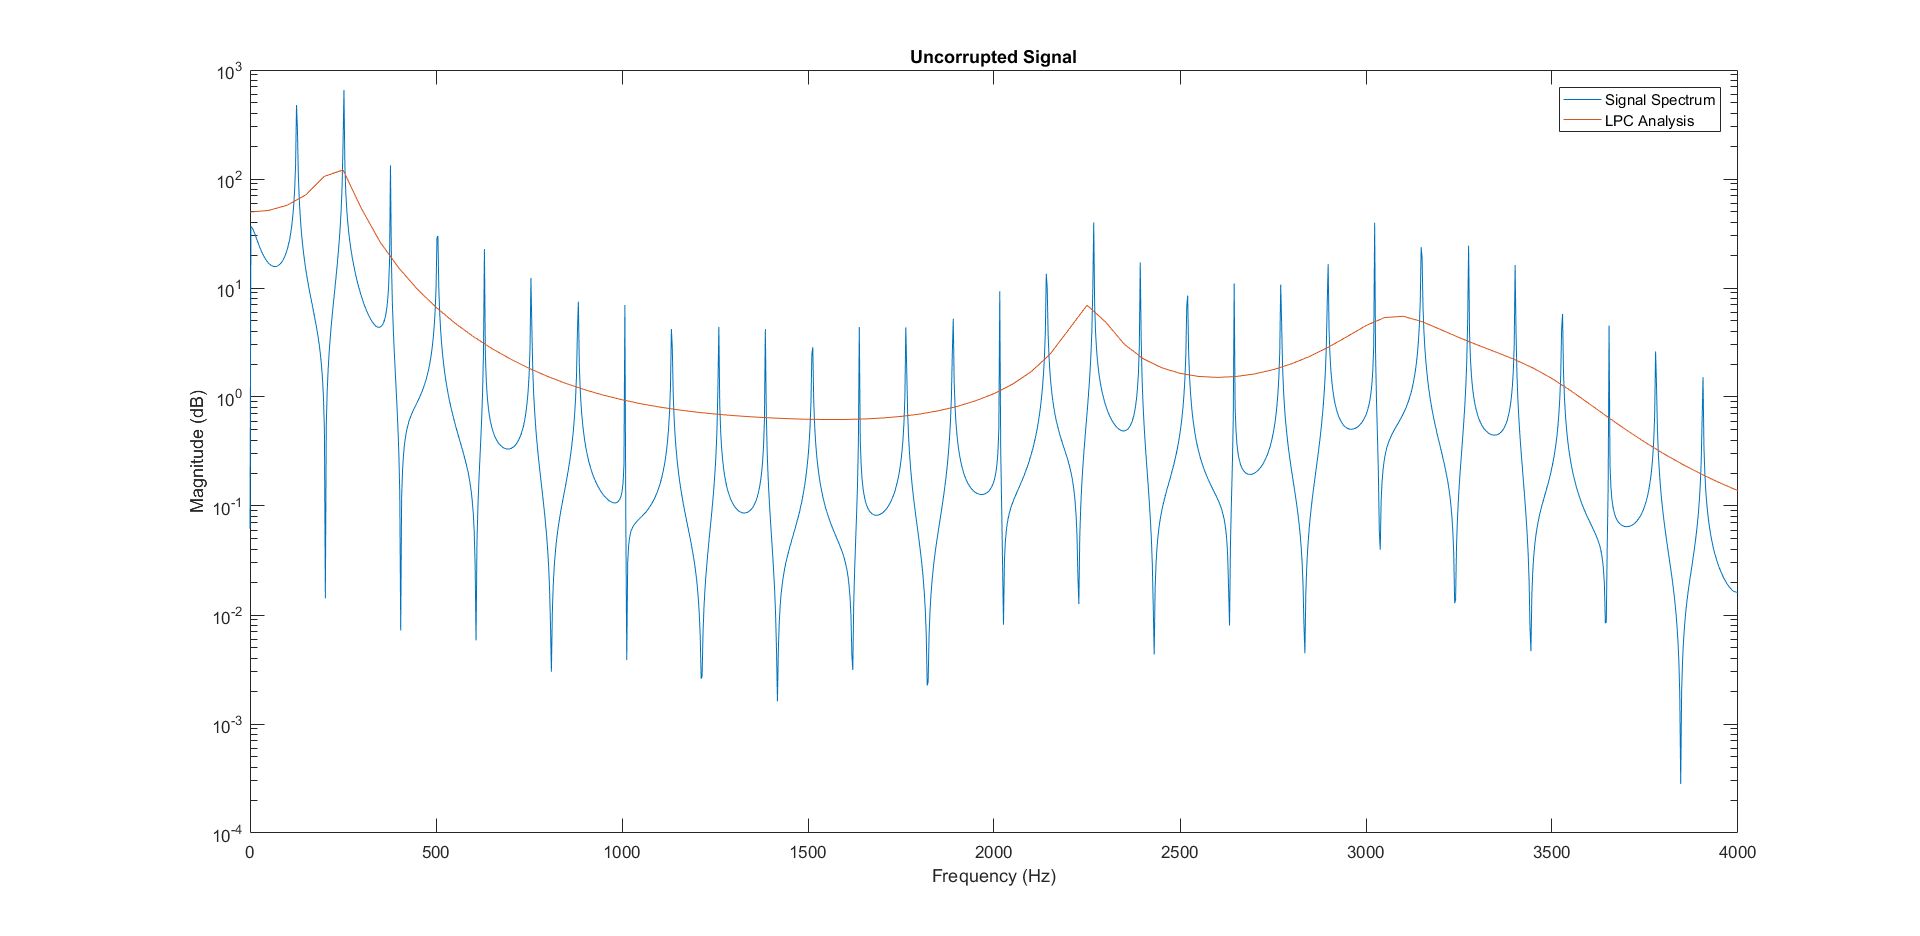 Uncorrupted Signal
Signal Spectrum
LPC Analysis
Magnitude (dB)
10^3
10^2
10^1
10^0
10^-1
10^-2
10^-3
10^-4
0 500 1000 1500 2000 2500 3000 3500 4000
Frequency (Hz)